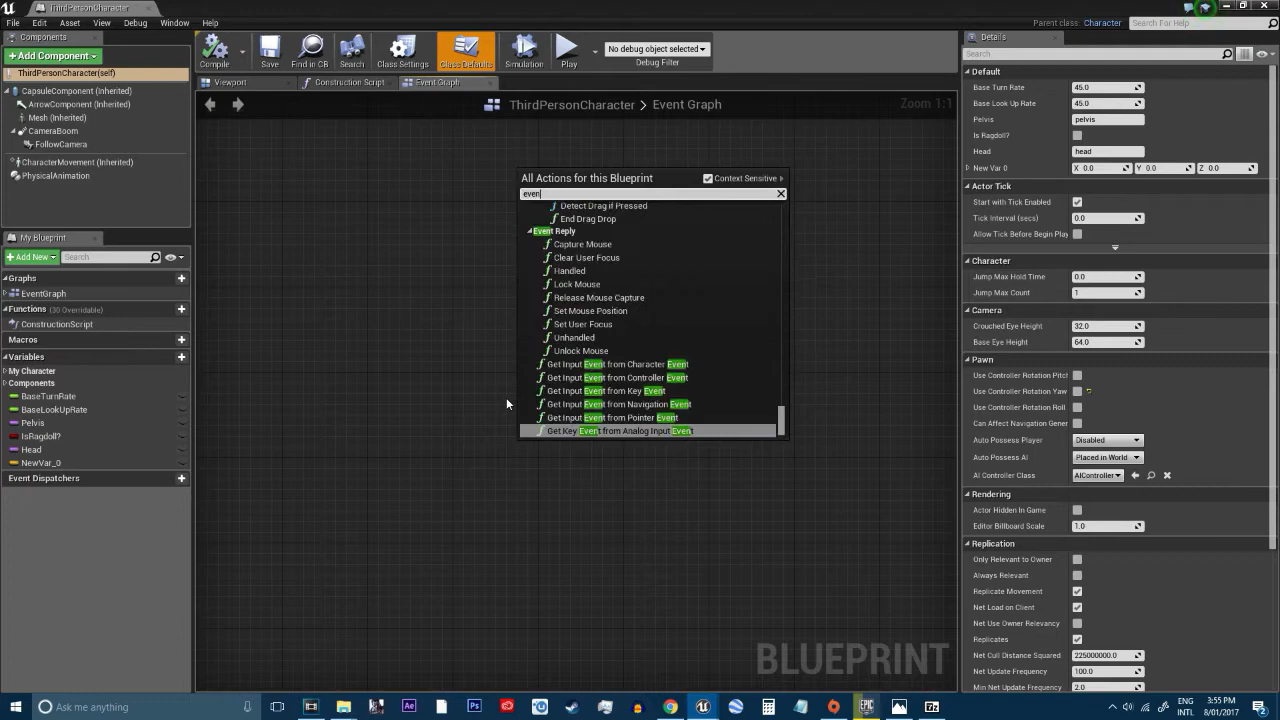 ThirdPersonCharacter
File Edit Asset View Debug Window Help
Parent class: Character Search For Help
Components
Add Component
ThirdPersonCharacter(self)
CapsuleComponent (Inherited)
ArrowComponent (Inherited)
Mesh (Inherited)
CameraBoom
FollowCamera
CharacterMovement (Inherited)
PhysicalAnimation
My Blueprint
Add New Search
Graphs
EventGraph
Functions (30 Overridable)
ConstructionScript
Macros
Variables
My Character
Components
BaseTurnRate
BaseLookUpRate
Pelvis
IsRagdoll?
Head
NewVar_0
Event Dispatchers
Compile Save Find in CB Search Class Settings Class Defaults Simulation Play
No debug object selected
Debug Filter
Viewport Construction Script Event Graph
ThirdPersonCharacter > Event Graph
Zoom 1:1
All Actions for this Blueprint Context Sensitive
even
Detect Drag if Pressed
End Drag Drop
Event Reply
Capture Mouse
Clear User Focus
Handled
Lock Mouse
Release Mouse Capture
Set Mouse Position
Set User Focus
Unhandled
Unlock Mouse
Get Input Event from Character Event
Get Input Event from Controller Event
Get Input Event from Key Event
Get Input Event from Navigation Event
Get Input Event from Pointer Event
Get Key Event from Analog Input Event
BLUEPRINT
Details
Search
Default
Base Turn Rate 45.0
Base Look Up Rate 45.0
Pelvis pelvis
Is Ragdoll?
Head head
New Var 0 X 0.0 Y 0.0 Z 0.0
Actor Tick
Start with Tick Enabled
Tick Interval (secs) 0.0
Allow Tick Before Begin Play
Character
Jump Max Hold Time 0.0
Jump Max Count 1
Camera
Crouched Eye Height 32.0
Base Eye Height 64.0
Pawn
Use Controller Rotation Pitch
Use Controller Rotation Yaw
Use Controller Rotation Roll
Can Affect Navigation Gener
Auto Possess Player Disabled
Auto Possess AI Placed in World
AI Controller Class AIController
Rendering
Actor Hidden In Game
Editor Billboard Scale 1.0
Replication
Only Relevant to Owner
Always Relevant
Replicate Movement
Net Load on Client
Net Use Owner Relevancy
Replicates
Net Cull Distance Squared 225000000.0
Net Update Frequency 100.0
Min Net Update Frequency 2.0
Ask me anything
Ae
Ps
EPIC
7z
ENG
INTL
3:55 PM
8/01/2017
2